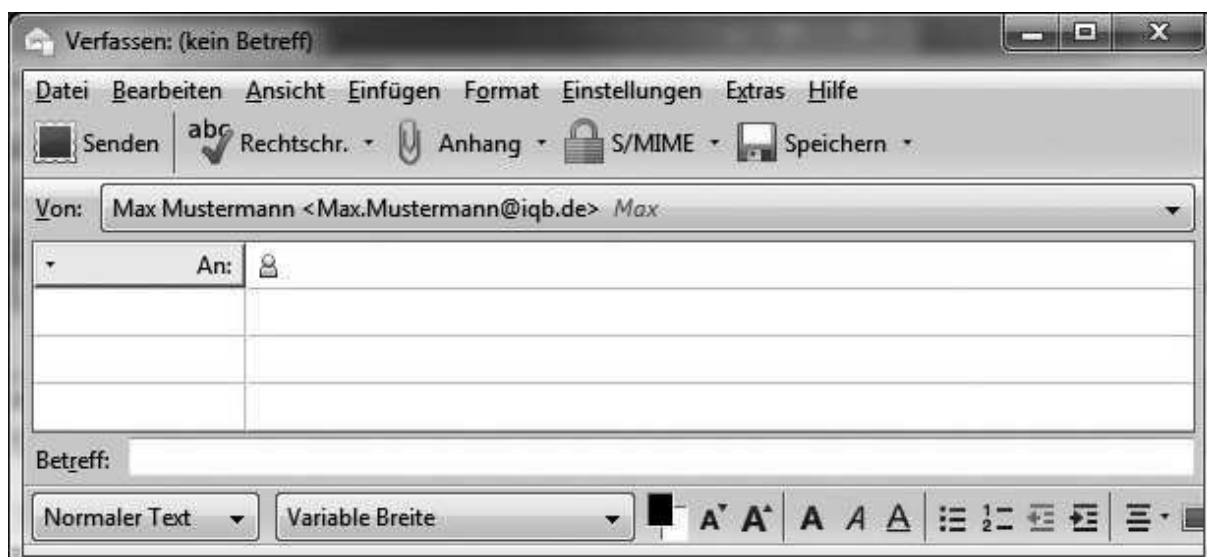 Verfassen: (kein Betreff)
Datei Bearbeiten Ansicht Einfügen Format Einstellungen Extras Hilfe
Senden abc Rechtschr. Anhang S/MIME Speichern
Von: Max Mustermann <Max.Mustermann@iqb.de> Max
An:
Betreff:
Normaler Text Variable Breite A A A A A